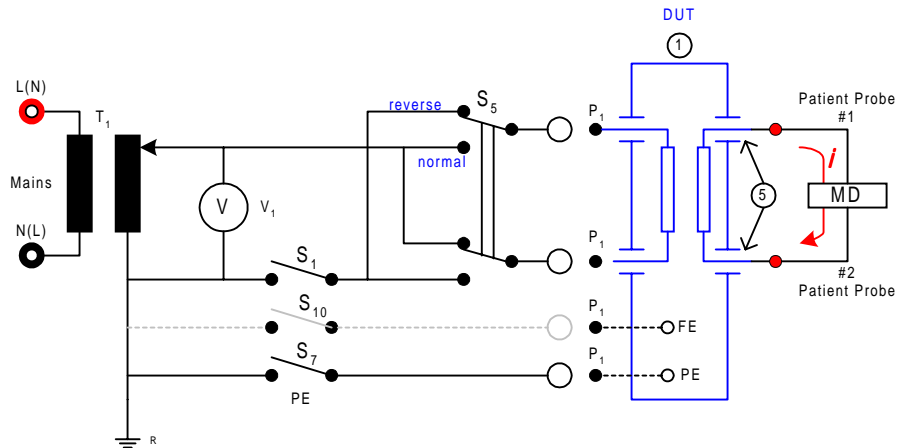 DUT
1
L(N)
T1
reverse
S5
P1
Patient Probe
#1
normal
i
Mains
V
V1
5
MD
N(L)
S1
P1
#2
Patient Probe
S10
P1
FE
S7
P1
PE
PE
R